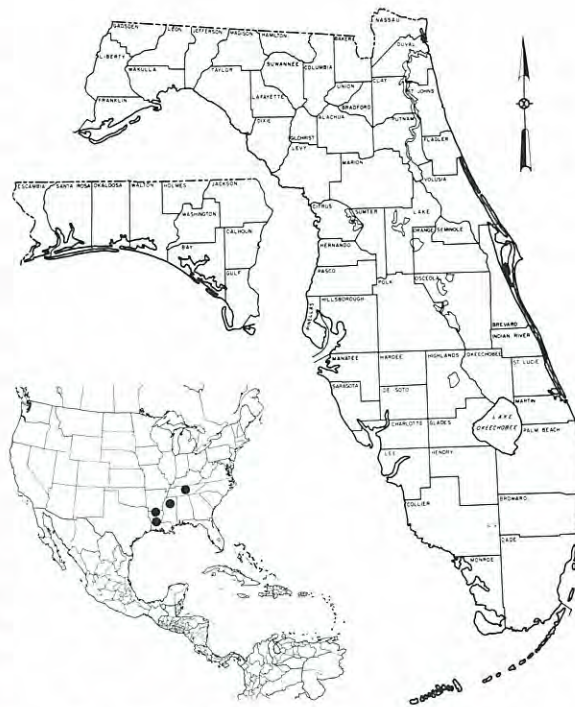 NASSAU
GADSDEN
LEON
JEFFERSON
MADISON
HAMILTON
BAKER
DUVAL
LIBERTY
WAKULLA
TAYLOR
SUWANNEE
COLUMBIA
UNION
CLAY
ST JOHNS
FRANKLIN
LAFAYETTE
BRADFORD
PUTNAM
DIXIE
GILCHRIST
ALACHUA
FLAGLER
LEVY
MARION
VOLUSIA
ESCAMBIA
SANTA ROSA
OKALOOSA
WALTON
HOLMES
JACKSON
WASHINGTON
BAY
CALHOUN
GULF
CITRUS
SUMTER
LAKE
HERNANDO
ORANGE
SEMINOLE
PASCO
OSCEOLA
POLK
HILLSBOROUGH
PINELLAS
BREVARD
INDIAN RIVER
MANATEE
HARDEE
HIGHLANDS
OKEECHOBEE
ST. LUCIE
SARASOTA
DE SOTO
MARTIN
CHARLOTTE
GLADES
LAKE
OKEECHOBEE
PALM BEACH
LEE
HENDRY
COLLIER
BROWARD
DADE
MONROE